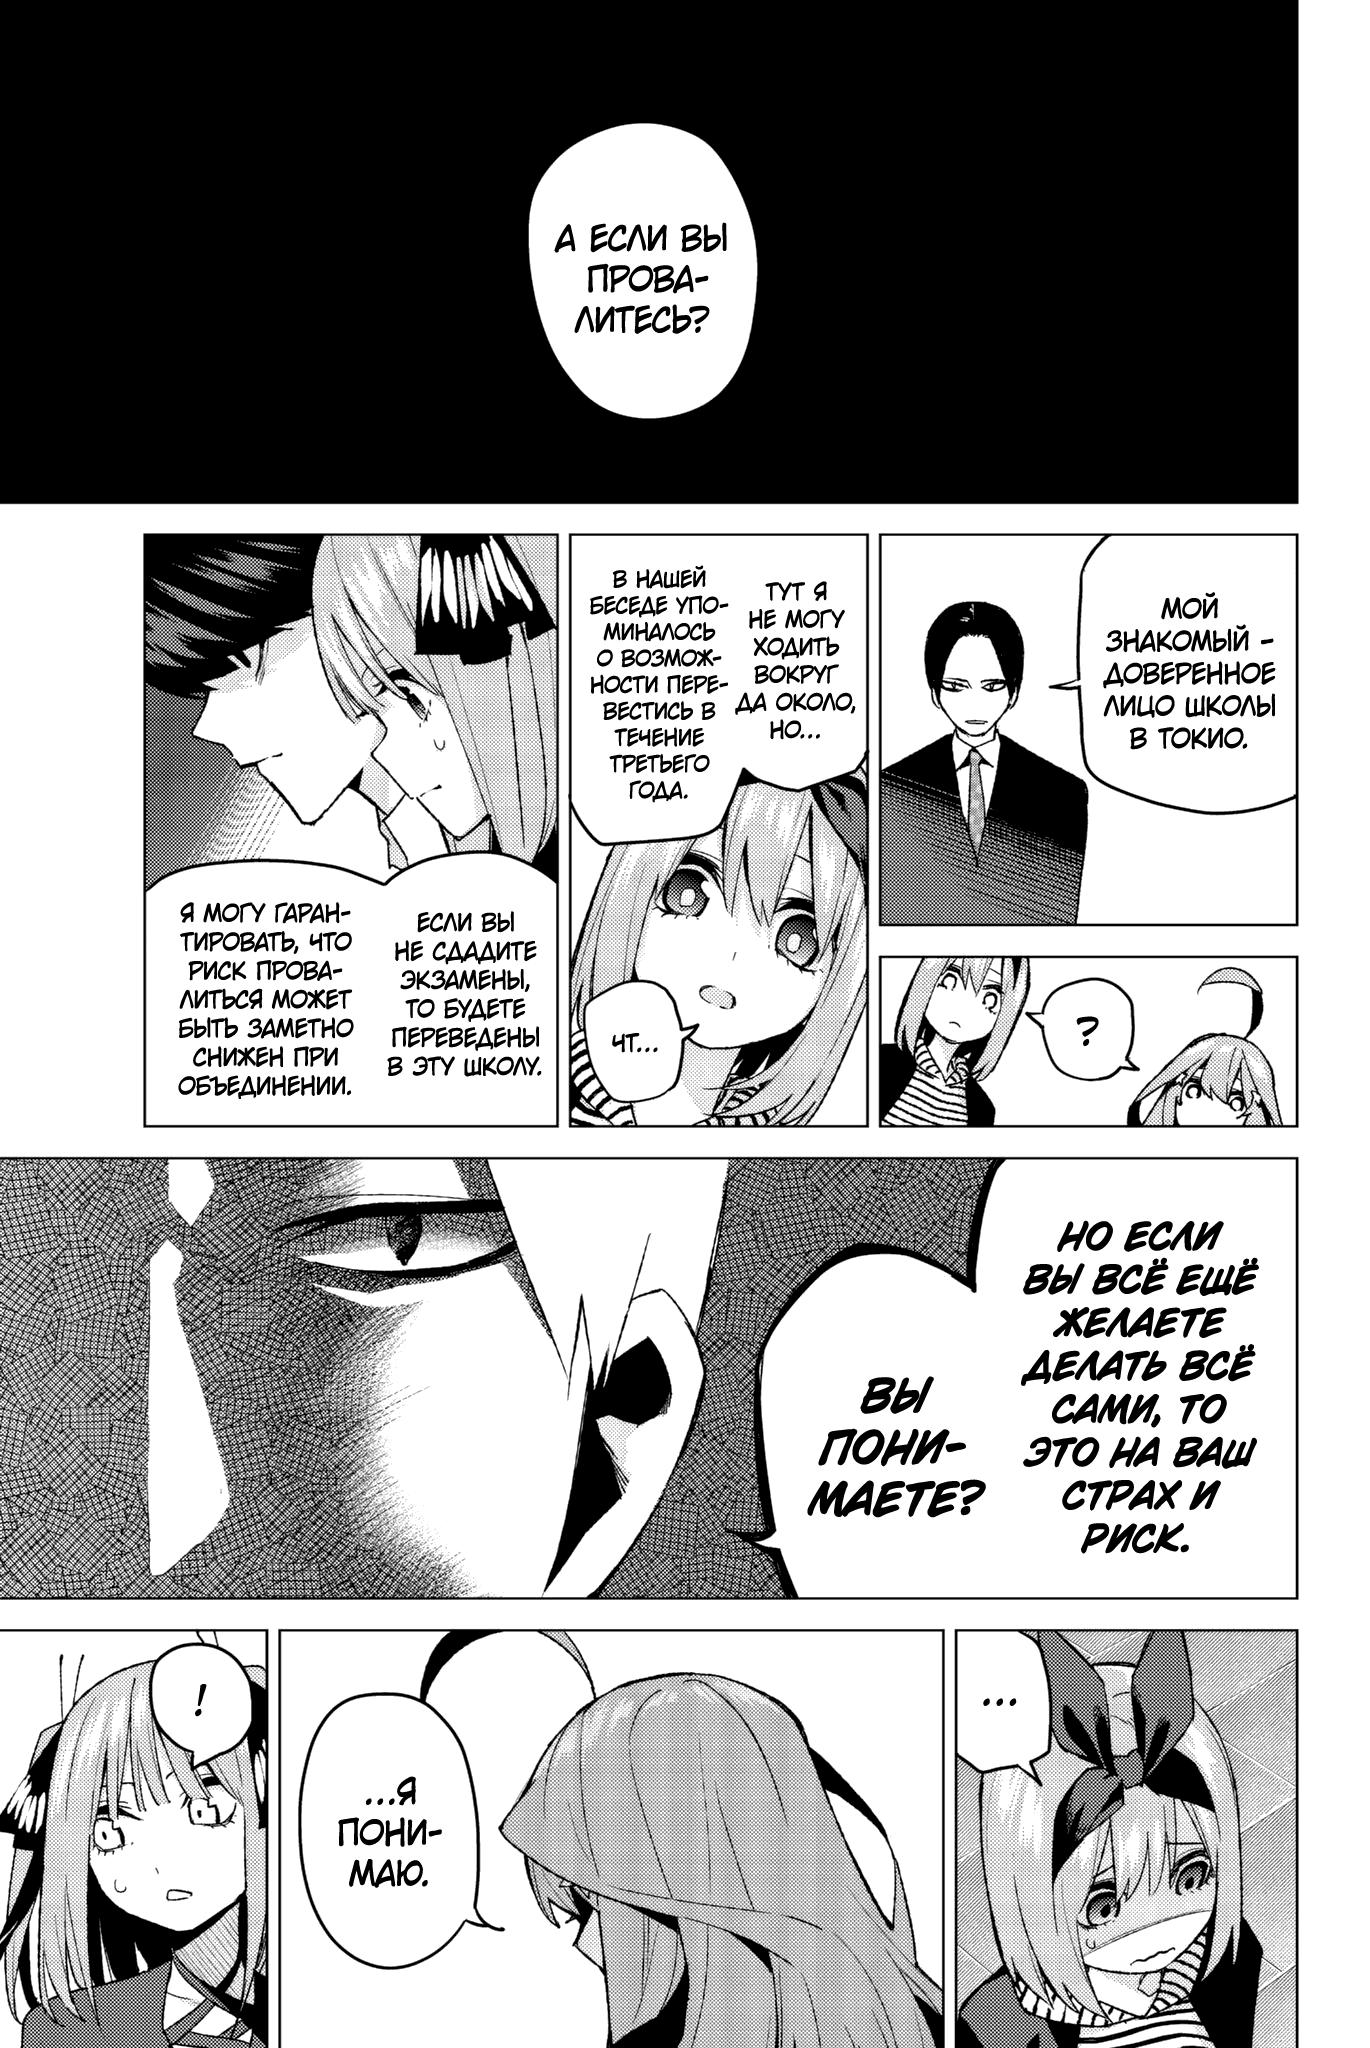 А ЕСЛИ ВЫ
ПРОВА-
ЛИТЕСЬ?
МОЙ
ЗНАКОМЫЙ -
ДОВЕРЕННОЕ
ЛИЦО ШКОЛЫ
В ТОКИО.
?
ТУТ Я
НЕ МОГУ
ХОДИТЬ
ВОКРУГ
ДА ОКОЛО,
НО...
В НАШЕЙ
БЕСЕДЕ УПО-
МИНАЛОСЬ
О ВОЗМОЖ-
НОСТИ ПЕРЕ-
ВЕСТИСЬ В
ТЕЧЕНИЕ
ТРЕТЬЕГО
ГОДА.
ЧТ...
ЕСЛИ ВЫ
НЕ СДАДИТЕ
ЭКЗАМЕНЫ,
ТО БУДЕТЕ
ПЕРЕВЕДЕНЫ
В ЭТУ ШКОЛУ.
Я МОГУ ГАРАН-
ТИРОВАТЬ, ЧТО
РИСК ПРОВА-
ЛИТЬСЯ МОЖЕТ
БЫТЬ ЗАМЕТНО
СНИЖЕН ПРИ
ОБЪЕДИНЕНИИ.
НО ЕСЛИ
ВЫ ВСЁ ЕЩЁ
ЖЕЛАЕТЕ
ДЕЛАТЬ ВСЁ
САМИ, ТО
ЭТО НА ВАШ
СТРАХ И
РИСК.
ВЫ
ПОНИ-
МАЕТЕ?
...
...Я
ПОНИ-
МАЮ.
!